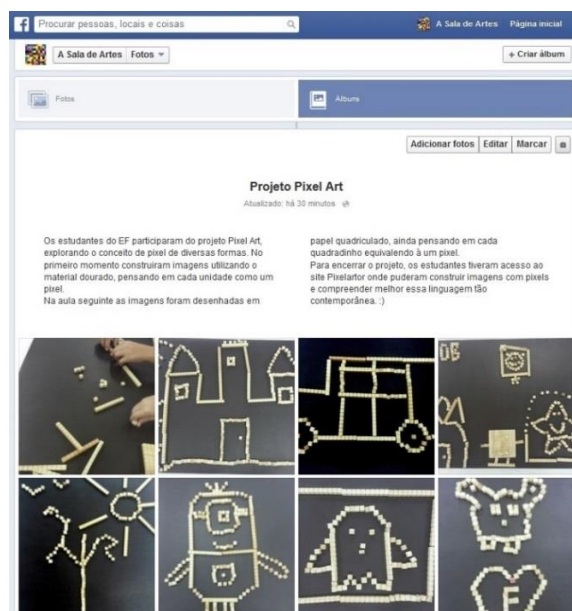 f Procurar pessoas, locais e coisas
A Sala de Artes Página inicial
A Sala de Artes Fotos
+ Criar álbum
Fotos
Álbuns
Adicionar fotos Editar Marcar
Projeto Pixel Art
Atualizado: há 30 minutos
Os estudantes do EF participaram do projeto Pixel Art,
explorando o conceito de pixel de diversas formas. No
primeiro momento construiram imagens utilizando o
material dourado, pensando em cada unidade como um
pixel.
Na aula seguinte as imagens foram desenhadas em
papel quadriculado, ainda pensando em cada
quadradinho equivalendo à um pixel.
Para encerrar o projeto, os estudantes tiveram acesso ao
site Pixelartor onde puderam construir imagens com pixels
e compreender melhor essa linguagem tão
contemporânea. :)
F